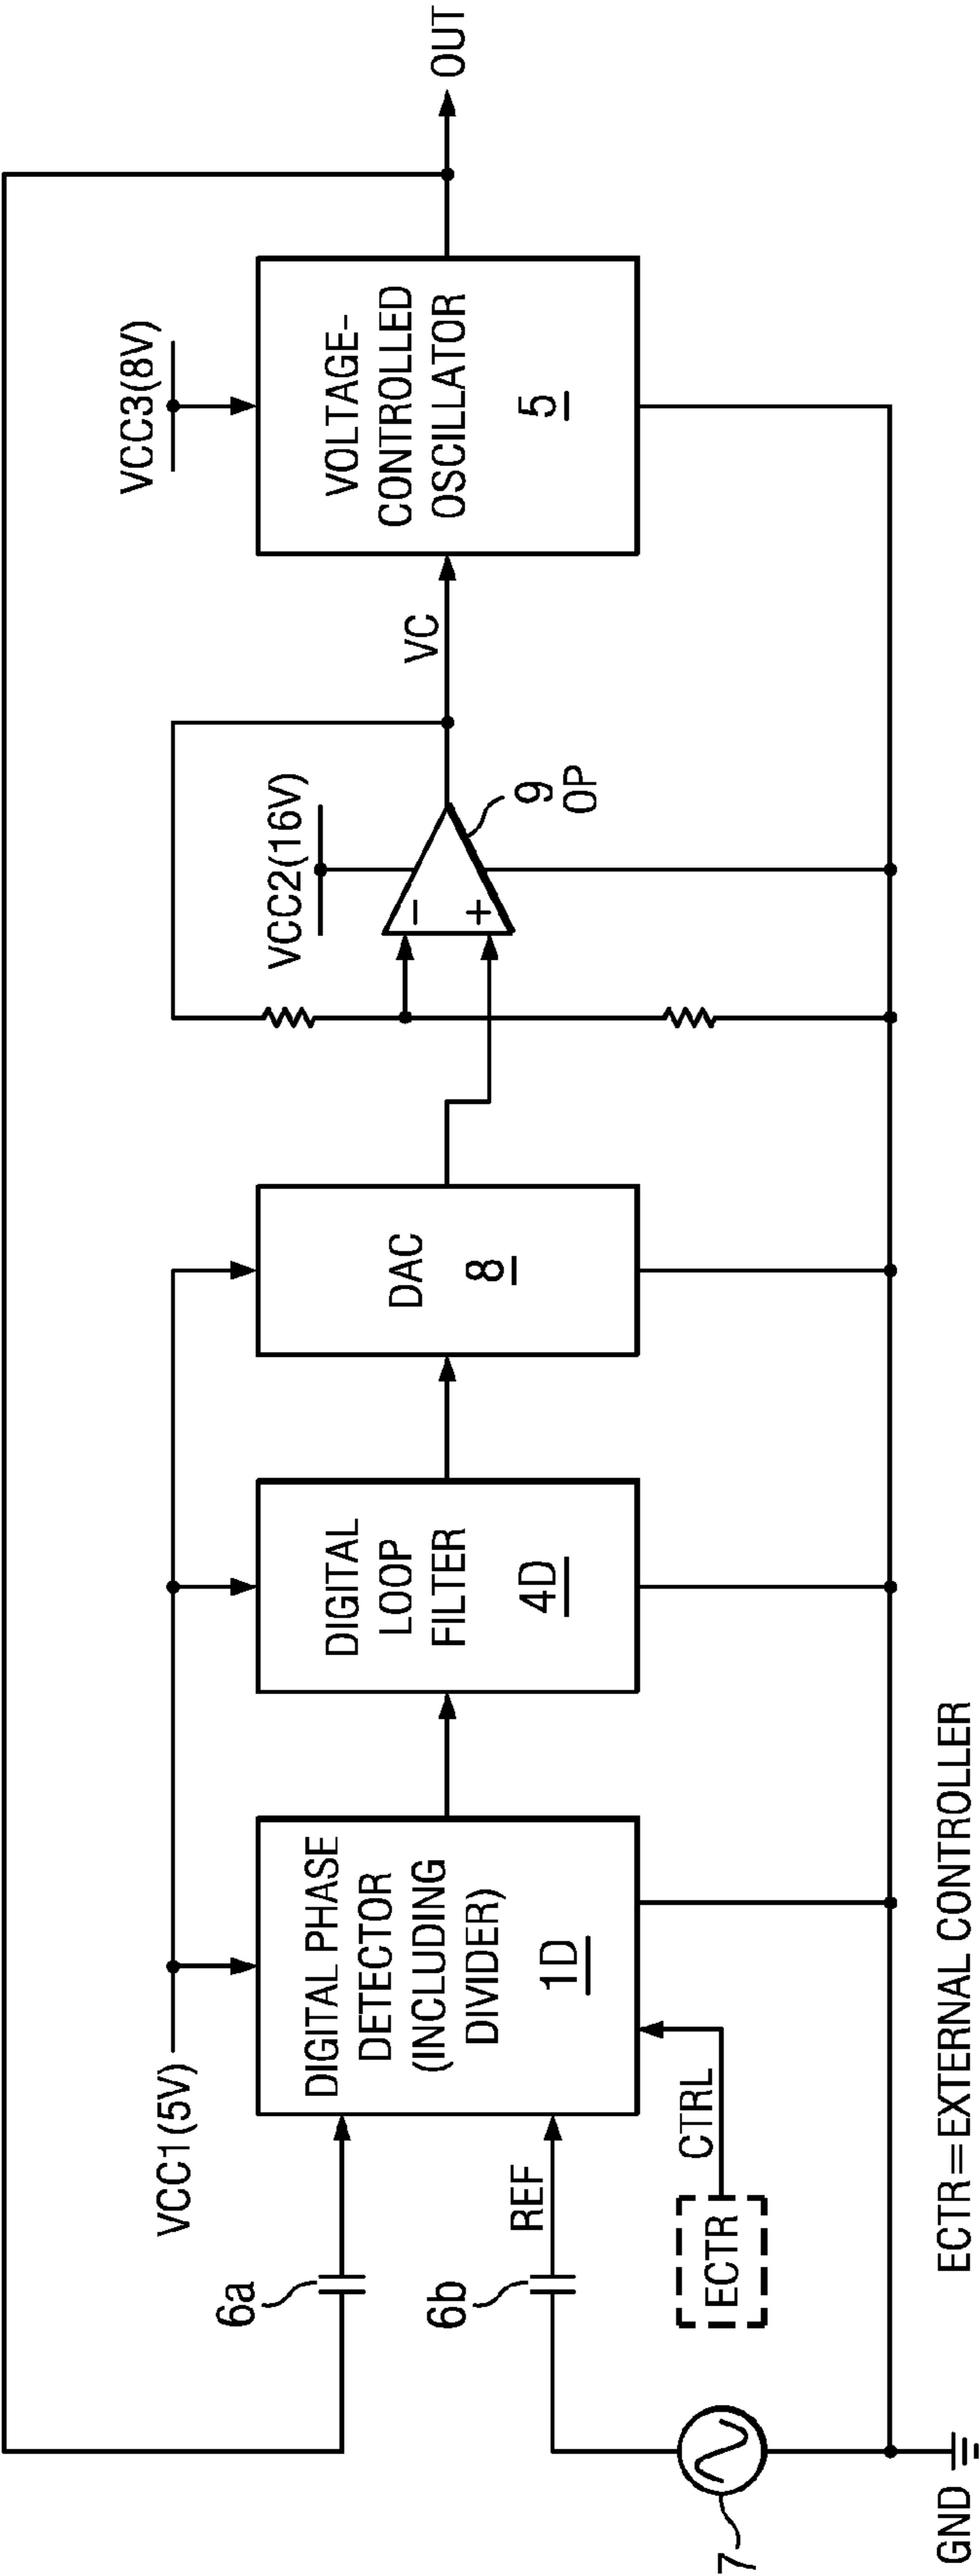 VCC1(5V)
VCC2(16V)
VCC3(8V)
OUT
6a
6b
REF
DIGITAL PHASE
DETECTOR
(INCLUDING
DIVIDER)
1D
DIGITAL
LOOP
FILTER
4D
DAC
8
−
+
9
OP
VC
VOLTAGE-
CONTROLLED
OSCILLATOR
5
7
ECTR
CTRL
GND
ECTR=EXTERNAL CONTROLLER